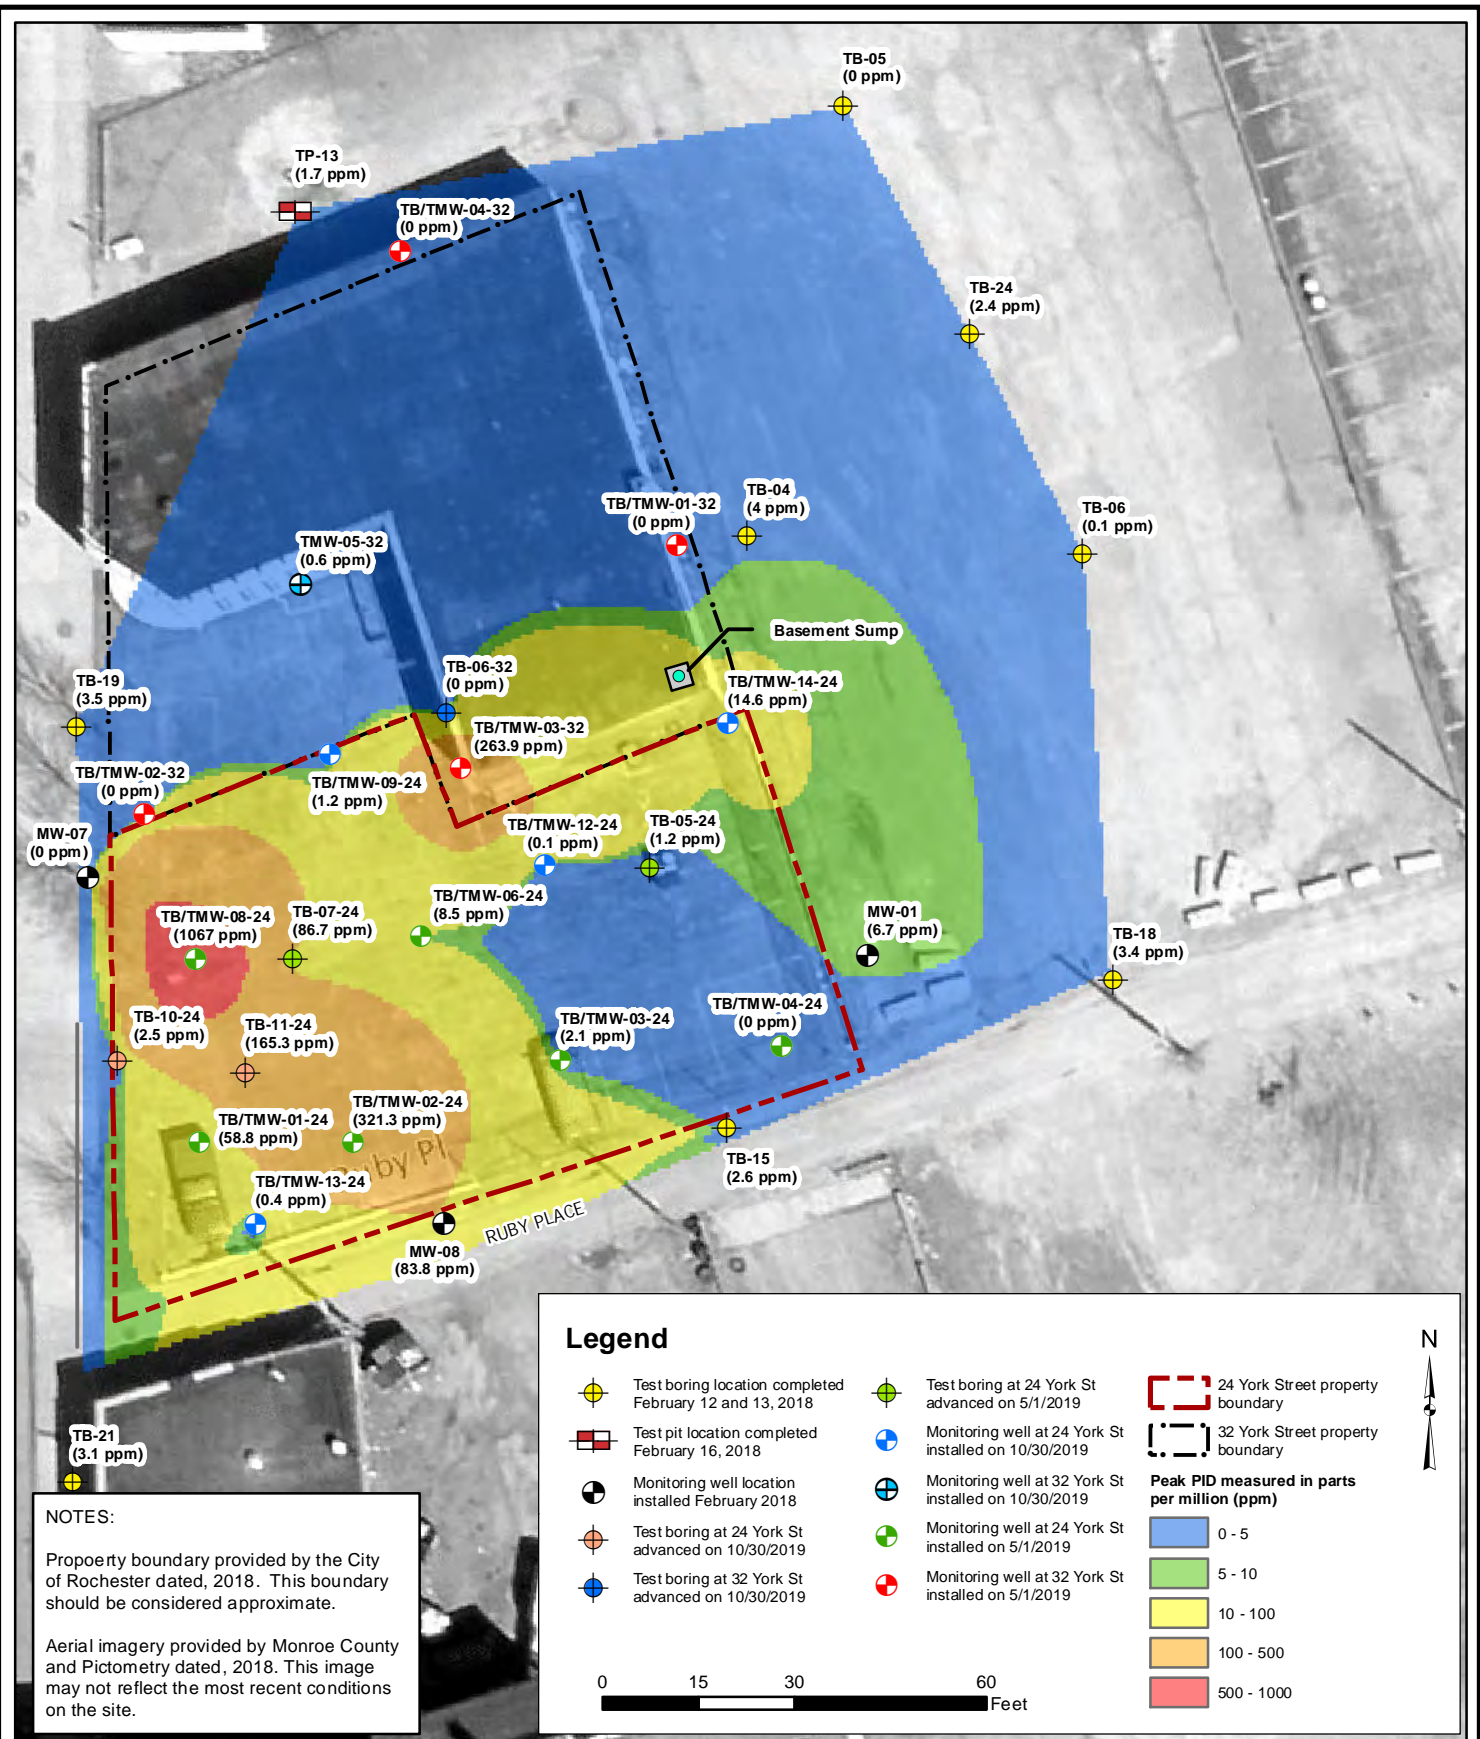 TB-05
(0 ppm)
TP-13
(1.7 ppm)
TB/TMW-04-32
(0 ppm)
TB-24
(2.4 ppm)
TB/TMW-01-32
(0 ppm)
TB-04
(4 ppm)
TB-06
(0.1 ppm)
TMW-05-32
(0.6 ppm)
Basement Sump
TB-06-32
(0 ppm)
TB-19
(3.5 ppm)
TB/TMW-14-24
(14.6 ppm)
TB/TMW-03-32
(263.9 ppm)
TB/TMW-02-32
(0 ppm)
TB/TMW-09-24
(1.2 ppm)
MW-07
(0 ppm)
TB/TMW-12-24
(0.1 ppm)
TB-05-24
(1.2 ppm)
TB/TMW-06-24
(8.5 ppm)
TB/TMW-08-24
(1067 ppm)
TB-07-24
(86.7 ppm)
MW-01
(6.7 ppm)
TB-18
(3.4 ppm)
TB/TMW-04-24
(0 ppm)
TB-10-24
(2.5 ppm)
TB-11-24
(165.3 ppm)
TB/TMW-03-24
(2.1 ppm)
TB/TMW-01-24
(58.8 ppm)
TB/TMW-02-24
(321.3 ppm)
Ruby Pl
TB-15
(2.6 ppm)
TB/TMW-13-24
(0.4 ppm)
RUBY PLACE
MW-08
(83.8 ppm)
TB-21
(3.1 ppm)
NOTES:
Propoerty boundary provided by the City
of Rochester dated, 2018. This boundary
should be considered approximate.
Aerial imagery provided by Monroe County
and Pictometry dated, 2018. This image
may not reflect the most recent conditions
on the site.
Legend
Test boring location completed
February 12 and 13, 2018
Test pit location completed
February 16, 2018
Monitoring well location
installed February 2018
Test boring at 24 York St
advanced on 10/30/2019
Test boring at 32 York St
advanced on 10/30/2019
Test boring at 24 York St
advanced on 5/1/2019
Monitoring well at 24 York St
installed on 10/30/2019
Monitoring well at 32 York St
installed on 10/30/2019
Monitoring well at 24 York St
installed on 5/1/2019
Monitoring well at 32 York St
installed on 5/1/2019
24 York Street property
boundary
32 York Street property
boundary
Peak PID measured in parts
per million (ppm)
0 - 5
5 - 10
10 - 100
100 - 500
500 - 1000
N
0 15 30 60
Feet